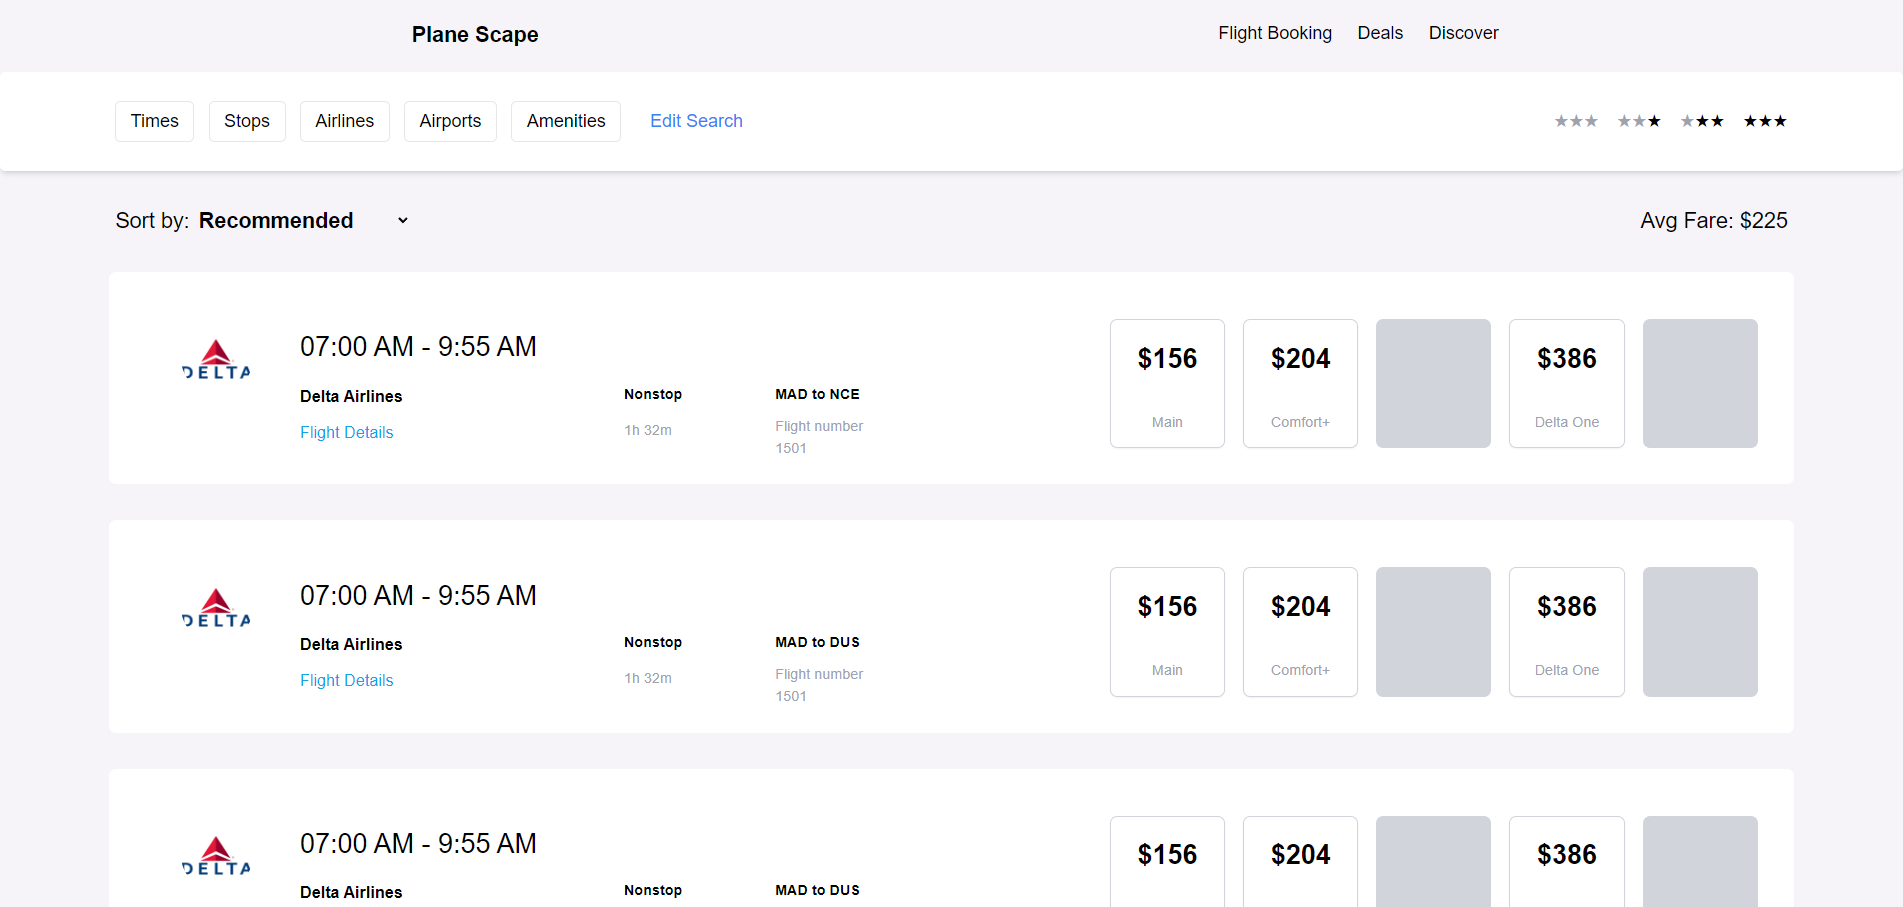 Plane Scape
Flight Booking Deals Discover
Times Stops Airlines Airports Amenities Edit Search
★★★ ★★★ ★★★ ★★★
Sort by: Recommended
Avg Fare: $225
DELTA
07:00 AM - 9:55 AM
Delta Airlines
Flight Details
Nonstop
1h 32m
MAD to NCE
Flight number
1501
$156
Main
$204
Comfort+
$386
Delta One
DELTA
07:00 AM - 9:55 AM
Delta Airlines
Flight Details
Nonstop
1h 32m
MAD to DUS
Flight number
1501
$156
Main
$204
Comfort+
$386
Delta One
DELTA
07:00 AM - 9:55 AM
Delta Airlines
Nonstop
MAD to DUS
$156
$204
$386